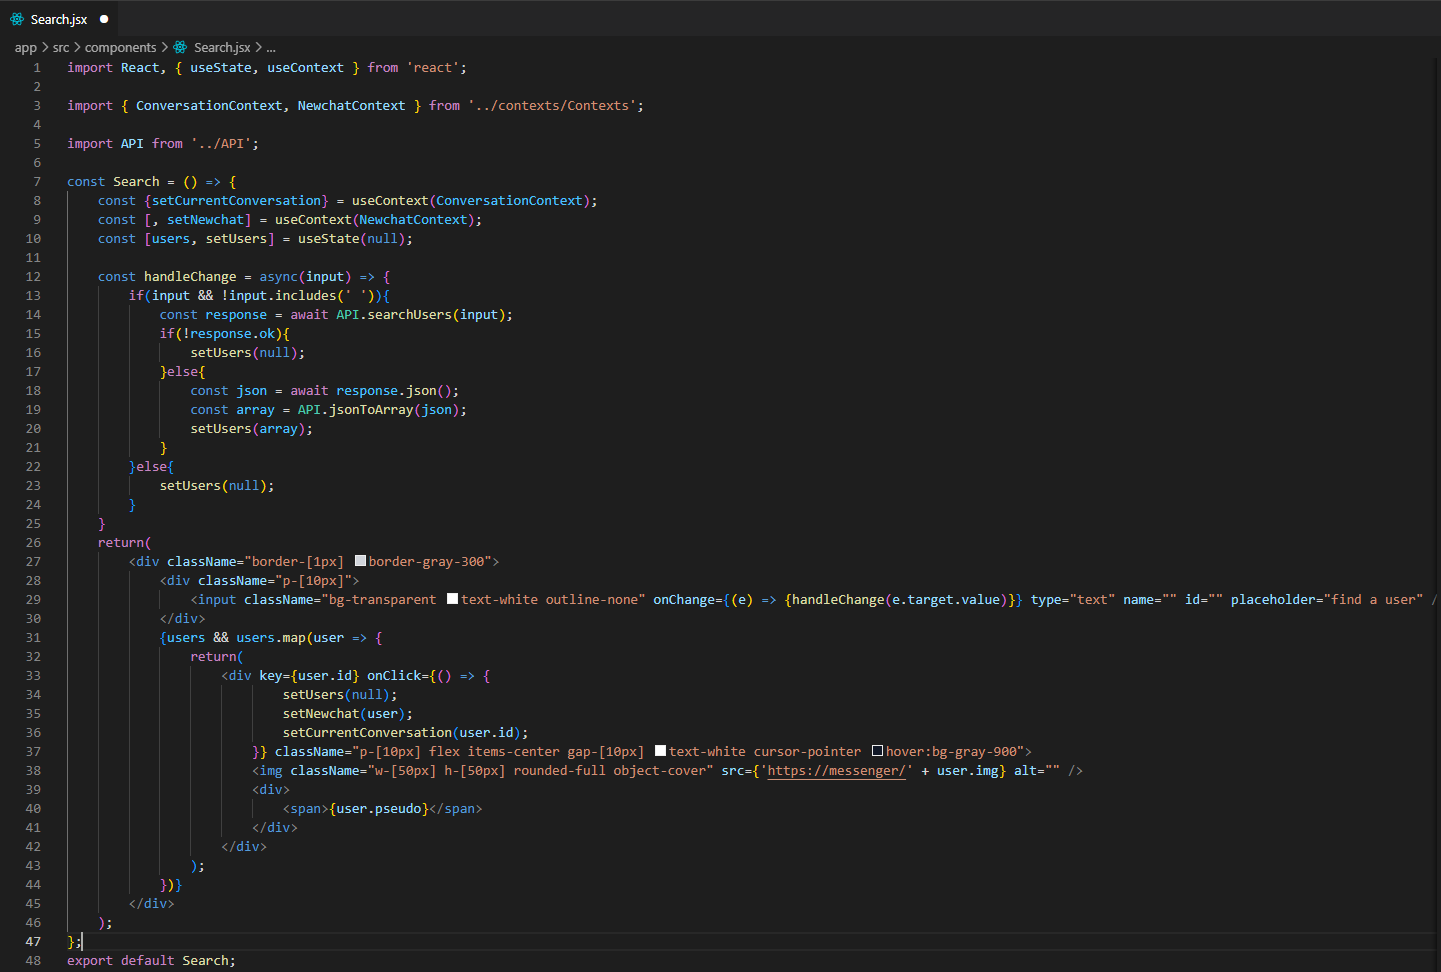 Search.jsx
app > src > components > Search.jsx > ...
1 import React, { useState, useContext } from 'react';
2
3 import { ConversationContext, NewchatContext } from '../contexts/Contexts';
4
5 import API from '../API';
6
7 const Search = () => {
8     const {setCurrentConversation} = useContext(ConversationContext);
9     const [, setNewchat] = useContext(NewchatContext);
10     const [users, setUsers] = useState(null);
11
12     const handleChange = async(input) => {
13         if(input && !input.includes(' ')){
14             const response = await API.searchUsers(input);
15             if(!response.ok){
16                 setUsers(null);
17             }else{
18                 const json = await response.json();
19                 const array = API.jsonToArray(json);
20                 setUsers(array);
21             }
22         }else{
23             setUsers(null);
24         }
25     }
26     return(
27         <div className="border-[1px] border-gray-300">
28             <div className="p-[10px]">
29                 <input className="bg-transparent text-white outline-none" onChange={(e) => {handleChange(e.target.value)}} type="text" name="" id="" placeholder="find a user" /
30             </div>
31             {users && users.map(user => {
32                 return(
33                     <div key={user.id} onClick={() => {
34                             setUsers(null);
35                             setNewchat(user);
36                             setCurrentConversation(user.id);
37                         }} className="p-[10px] flex items-center gap-[10px] text-white cursor-pointer hover:bg-gray-900">
38                         <img className="w-[50px] h-[50px] rounded-full object-cover" src={'https://messenger/' + user.img} alt="" />
39                         <div>
40                             <span>{user.pseudo}</span>
41                         </div>
42                     </div>
43                 );
44             })}
45         </div>
46     );
47 };
48 export default Search;